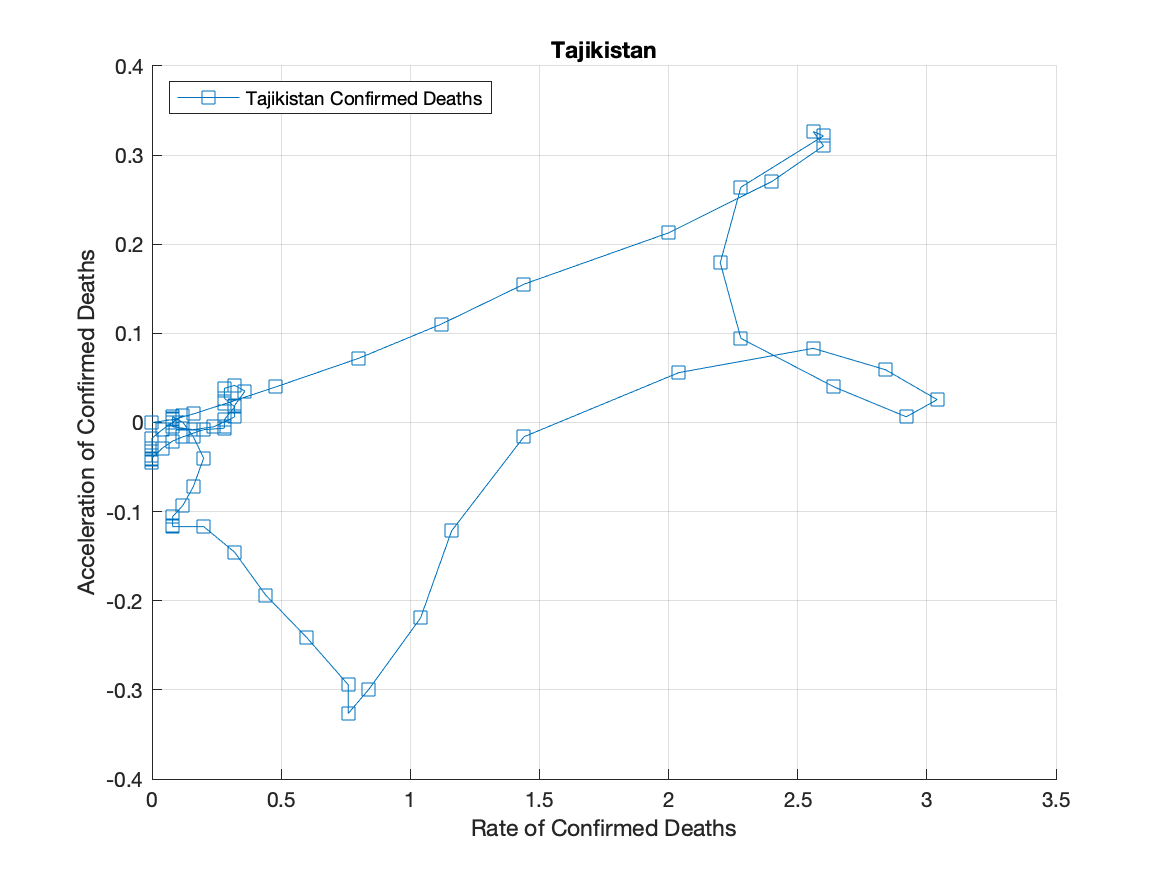 Tajikistan
Tajikistan Confirmed Deaths
0.4
0.3
0.2
0.1
0
-0.1
-0.2
-0.3
-0.4
Acceleration of Confirmed Deaths
0 0.5 1 1.5 2 2.5 3 3.5
Rate of Confirmed Deaths